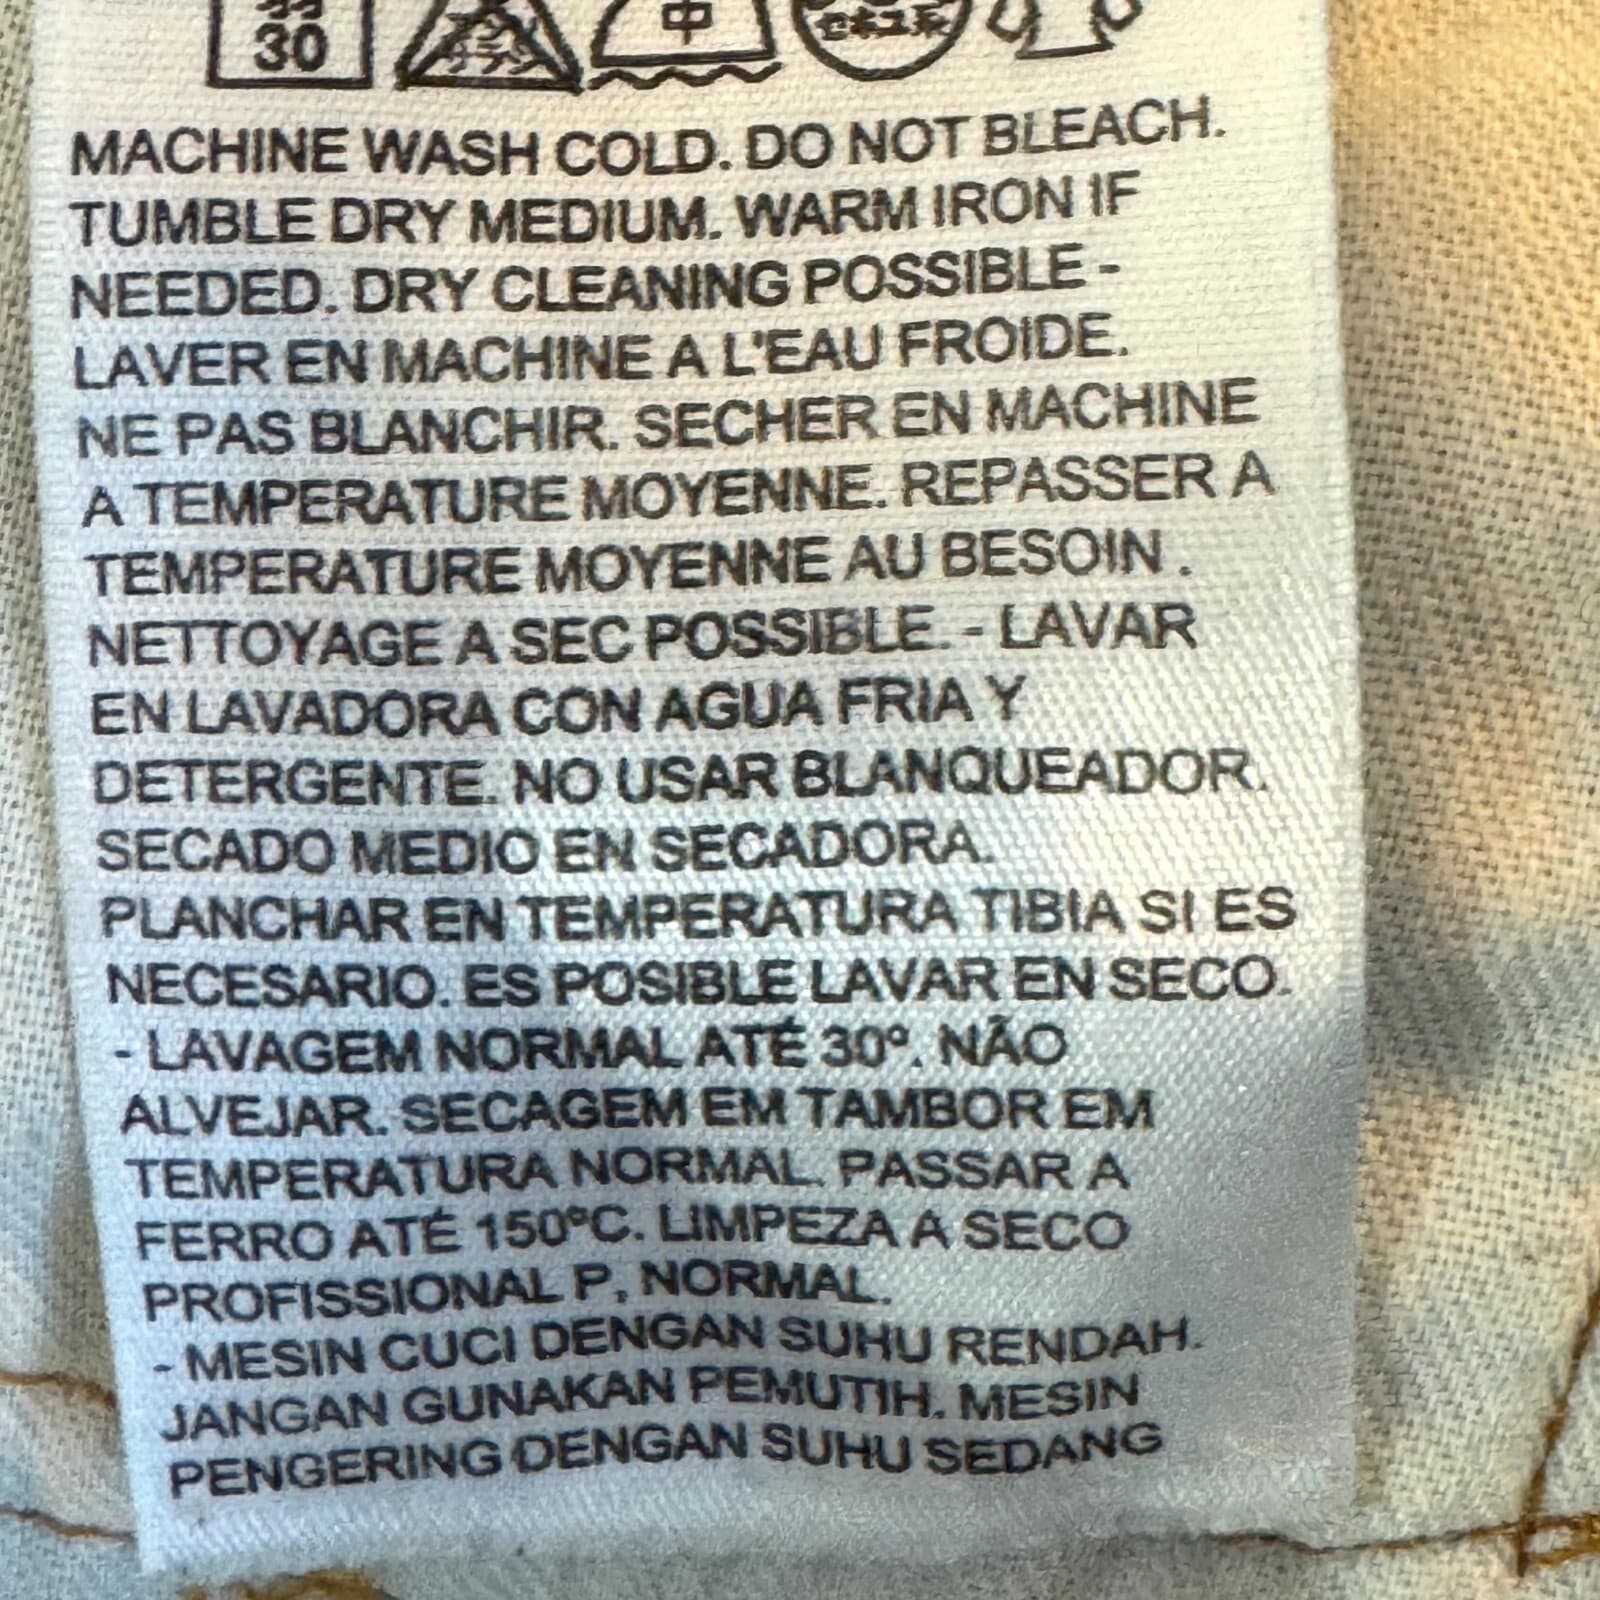 30
中
MACHINE WASH COLD. DO NOT BLEACH.
TUMBLE DRY MEDIUM. WARM IRON IF
NEEDED. DRY CLEANING POSSIBLE -
LAVER EN MACHINE A L'EAU FROIDE.
NE PAS BLANCHIR. SECHER EN MACHINE
A TEMPERATURE MOYENNE. REPASSER A
TEMPERATURE MOYENNE AU BESOIN .
NETTOYAGE A SEC POSSIBLE. - LAVAR
EN LAVADORA CON AGUA FRIA Y
DETERGENTE. NO USAR BLANQUEADOR.
SECADO MEDIO EN SECADORA.
PLANCHAR EN TEMPERATURA TIBIA SI ES
NECESARIO. ES POSIBLE LAVAR EN SECO.
- LAVAGEM NORMAL ATÉ 30º. NÃO
ALVEJAR. SECAGEM EM TAMBOR EM
TEMPERATURA NORMAL. PASSAR A
FERRO ATÉ 150ºC. LIMPEZA A SECO
PROFISSIONAL P, NORMAL.
- MESIN CUCI DENGAN SUHU RENDAH.
JANGAN GUNAKAN PEMUTIH. MESIN
PENGERING DENGAN SUHU SEDANG